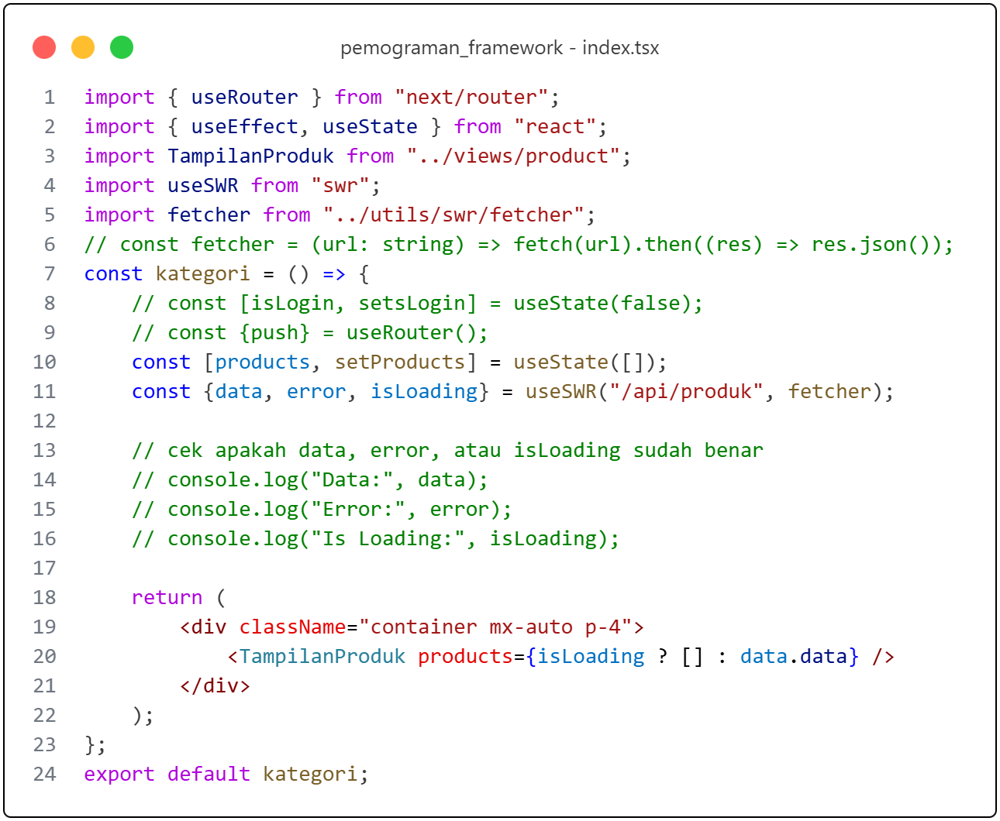 pemograman_framework - index.tsx
1 import { useRouter } from "next/router";
2 import { useEffect, useState } from "react";
3 import TampilanProduk from "../views/product";
4 import useSWR from "swr";
5 import fetcher from "../utils/swr/fetcher";
6 // const fetcher = (url: string) => fetch(url).then((res) => res.json());
7 const kategori = () => {
8     // const [isLogin, setsLogin] = useState(false);
9     // const {push} = useRouter();
10     const [products, setProducts] = useState([]);
11     const {data, error, isLoading} = useSWR("/api/produk", fetcher);
12
13     // cek apakah data, error, atau isLoading sudah benar
14     // console.log("Data:", data);
15     // console.log("Error:", error);
16     // console.log("Is Loading:", isLoading);
17
18     return (
19         <div className="container mx-auto p-4">
20             <TampilanProduk products={isLoading ? [] : data.data} />
21         </div>
22     );
23 };
24 export default kategori;